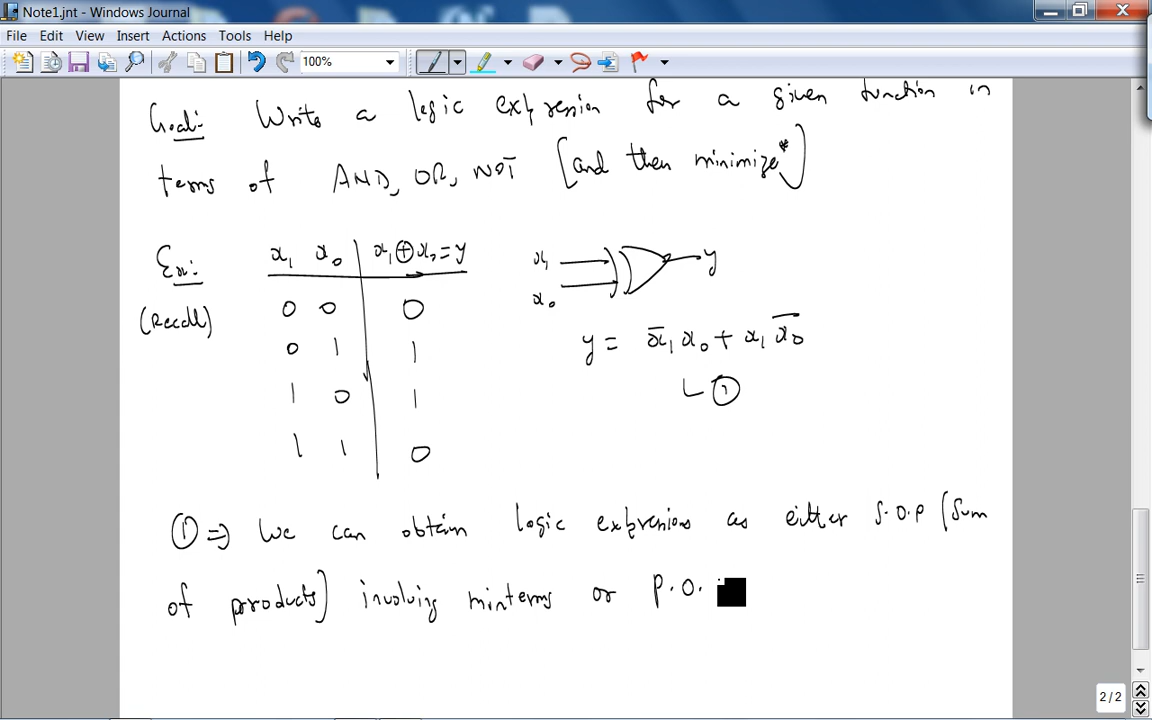 Note1.jnt - Windows Journal
File Edit View Insert Actions Tools Help
100%
Goal: Write a logic expression for a given function in
terms of AND, OR, NOT [and then minimize*]
Ex: x₁ x₀ x₁⊕x₀=y x₁ y
(Recall) x₀
0 0 0
0 1 1 y = x̄₁x₀ + x₁x̄₀
1 0 1 ①
1 1 0
① ⇒ We can obtain logic expressions as either S.O.P (Sum
of products) involving minterms or P.O.
2/2